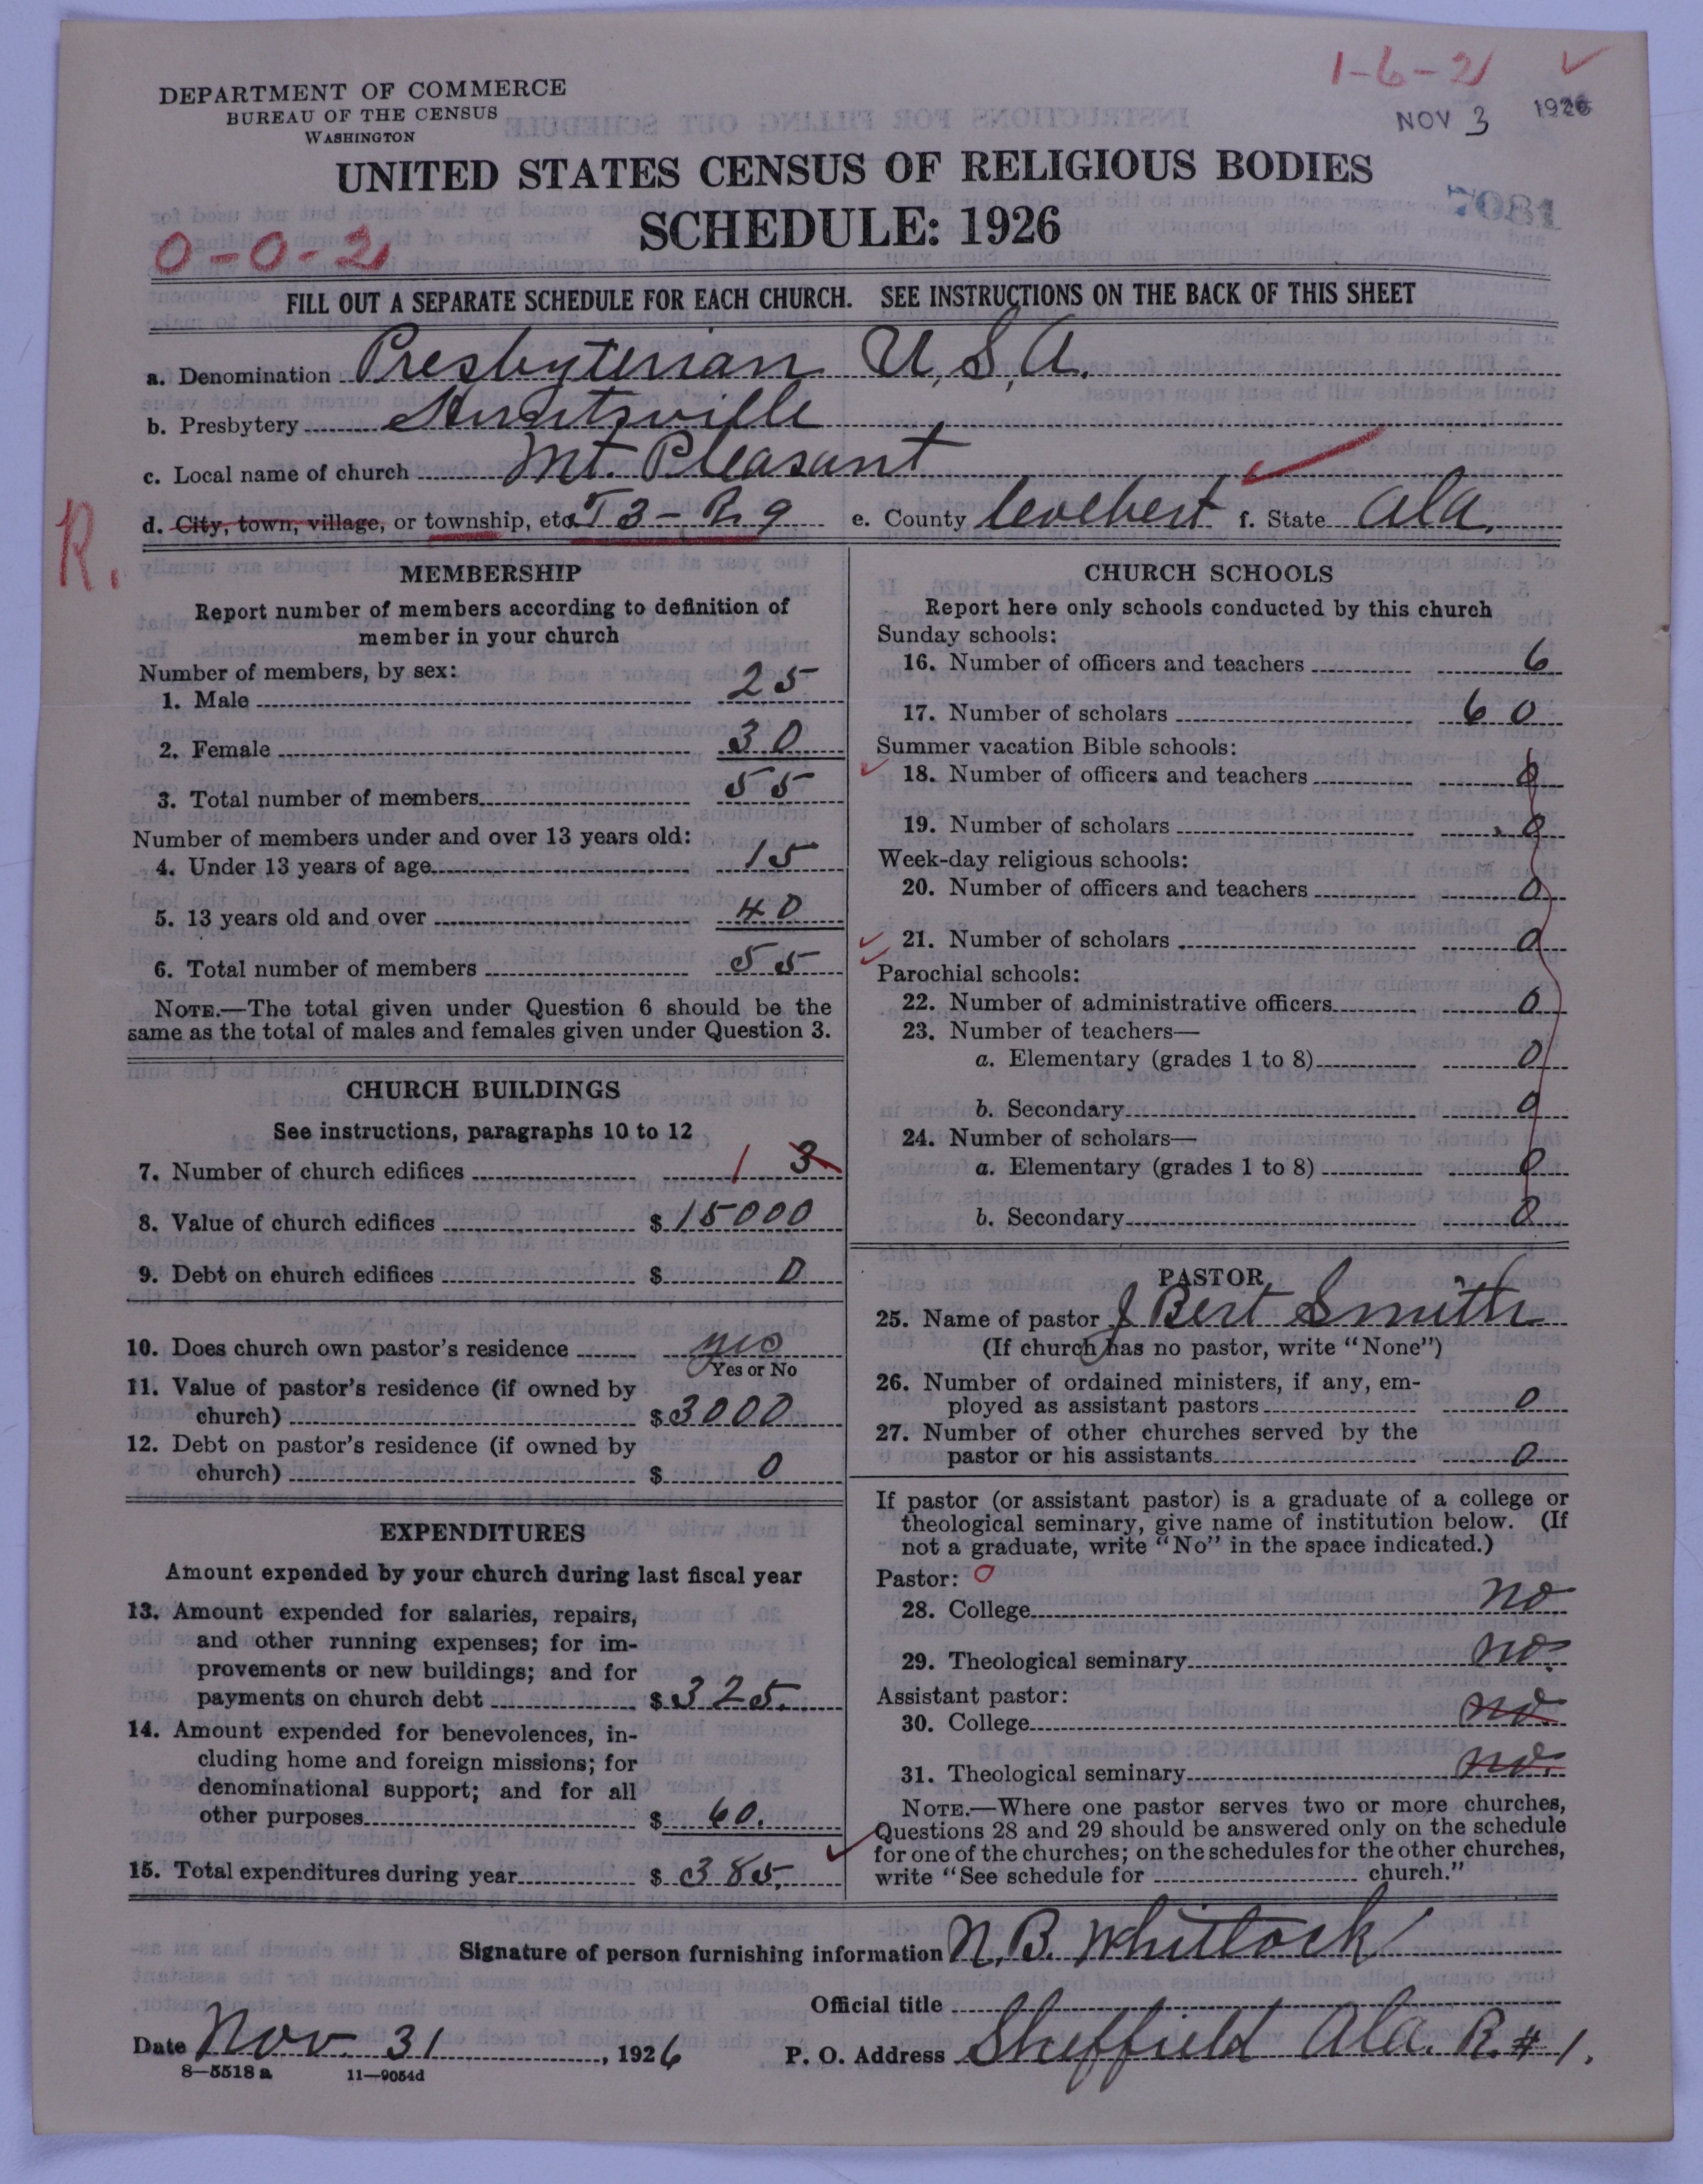 1-6-21 ✓
DEPARTMENT OF COMMERCE
BUREAU OF THE CENSUS
WASHINGTON
NOV 3 1926
UNITED STATES CENSUS OF RELIGIOUS BODIES
SCHEDULE: 1926
7081
0-0-2
FILL OUT A SEPARATE SCHEDULE FOR EACH CHURCH. SEE INSTRUCTIONS ON THE BACK OF THIS SHEET
a. Denomination Presbyterian U,S,A.
b. Presbytery Huntsville
c. Local name of church Mt. Pleasant
R.
d. City, town, village, or township, etc. T3-R.9 e. County Colebert f. State Ala.
MEMBERSHIP
Report number of members according to definition of
member in your church
Number of members, by sex:
1. Male 25
2. Female 30
3. Total number of members 55
Number of members under and over 13 years old:
4. Under 13 years of age 15
5. 13 years old and over 40
6. Total number of members 55
NOTE.—The total given under Question 6 should be the
same as the total of males and females given under Question 3.
CHURCH BUILDINGS
See instructions, paragraphs 10 to 12
7. Number of church edifices 1 3
8. Value of church edifices $ 15000
9. Debt on church edifices $ 0
10. Does church own pastor's residence yes
Yes or No
11. Value of pastor's residence (if owned by
church) $ 3000
12. Debt on pastor's residence (if owned by
church) $ 0
EXPENDITURES
Amount expended by your church during last fiscal year
13. Amount expended for salaries, repairs,
and other running expenses; for im-
provements or new buildings; and for
payments on church debt $ 325.
14. Amount expended for benevolences, in-
cluding home and foreign missions; for
denominational support; and for all
other purposes $ 60.
15. Total expenditures during year $ 385.
CHURCH SCHOOLS
Report here only schools conducted by this church
Sunday schools:
16. Number of officers and teachers 6
17. Number of scholars 60
Summer vacation Bible schools:
18. Number of officers and teachers 0
19. Number of scholars 0
Week-day religious schools:
20. Number of officers and teachers 0
21. Number of scholars 0
Parochial schools:
22. Number of administrative officers 0
23. Number of teachers—
a. Elementary (grades 1 to 8) 0
b. Secondary 0
24. Number of scholars—
a. Elementary (grades 1 to 8) 0
b. Secondary 0
PASTOR
25. Name of pastor J Bert Smith
(If church has no pastor, write "None")
26. Number of ordained ministers, if any, em-
ployed as assistant pastors 0
27. Number of other churches served by the
pastor or his assistants 0
If pastor (or assistant pastor) is a graduate of a college or
theological seminary, give name of institution below. (If
not a graduate, write "No" in the space indicated.)
Pastor: 0
28. College no
29. Theological seminary no.
Assistant pastor:
30. College no.
31. Theological seminary no.
NOTE.—Where one pastor serves two or more churches,
Questions 28 and 29 should be answered only on the schedule
for one of the churches; on the schedules for the other churches,
write "See schedule for church."
Signature of person furnishing information N. B. Whitlock
Official title
Date Nov. 31, 1926 P. O. Address Sheffield Ala. R. # 1.
8—5518 a 11—9054d